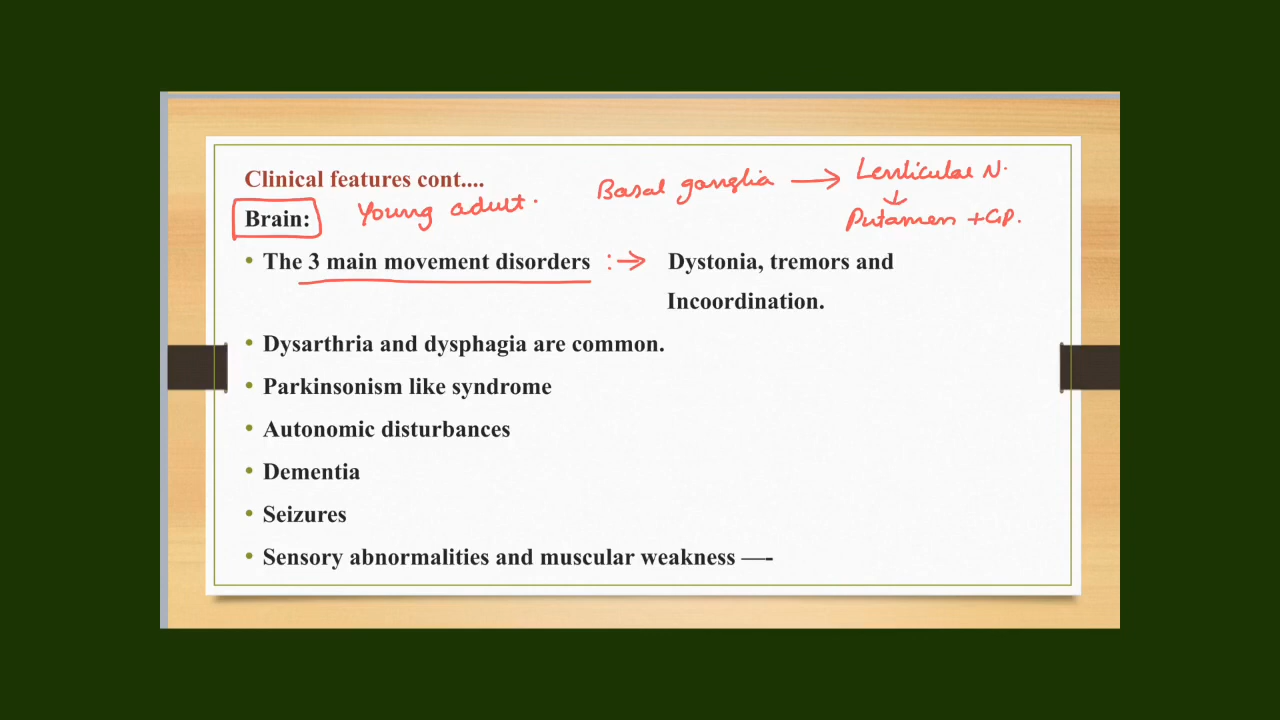 Clinical features cont....
Basal ganglia → Lenticular N.
↓
Brain: Young adult.
Putamen + GP.
• The 3 main movement disorders :→ Dystonia, tremors and
Incoordination.
• Dysarthria and dysphagia are common.
• Parkinsonism like syndrome
• Autonomic disturbances
• Dementia
• Seizures
• Sensory abnormalities and muscular weakness —-